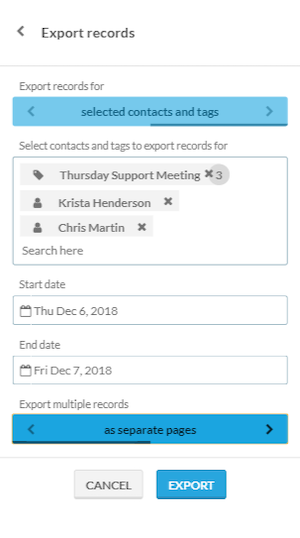 Export records
Export records for
selected contacts and tags
Select contacts and tags to export records for
Thursday Support Meeting 3
Krista Henderson
Chris Martin
Search here
Start date
Thu Dec 6, 2018
End date
Fri Dec 7, 2018
Export multiple records
as separate pages
CANCEL EXPORT